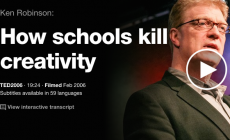 Ken Robinson:
How schools kill
creativity
TED2006 · 19:24 · Filmed Feb 2006
Subtitles available in 59 languages
View interactive transcript